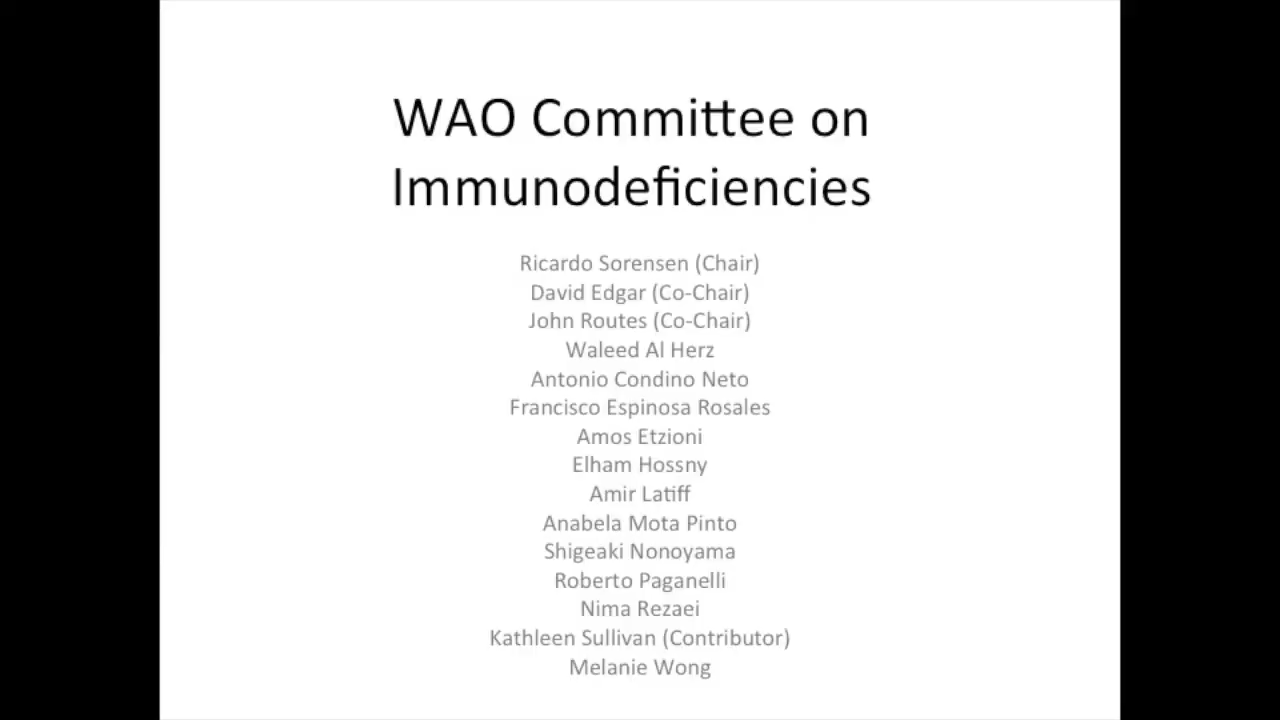 WAO Committee on
Immunodeficiencies
Ricardo Sorensen (Chair)
David Edgar (Co-Chair)
John Routes (Co-Chair)
Waleed Al Herz
Antonio Condino Neto
Francisco Espinosa Rosales
Amos Etzioni
Elham Hossny
Amir Latiff
Anabela Mota Pinto
Shigeaki Nonoyama
Roberto Paganelli
Nima Rezaei
Kathleen Sullivan (Contributor)
Melanie Wong